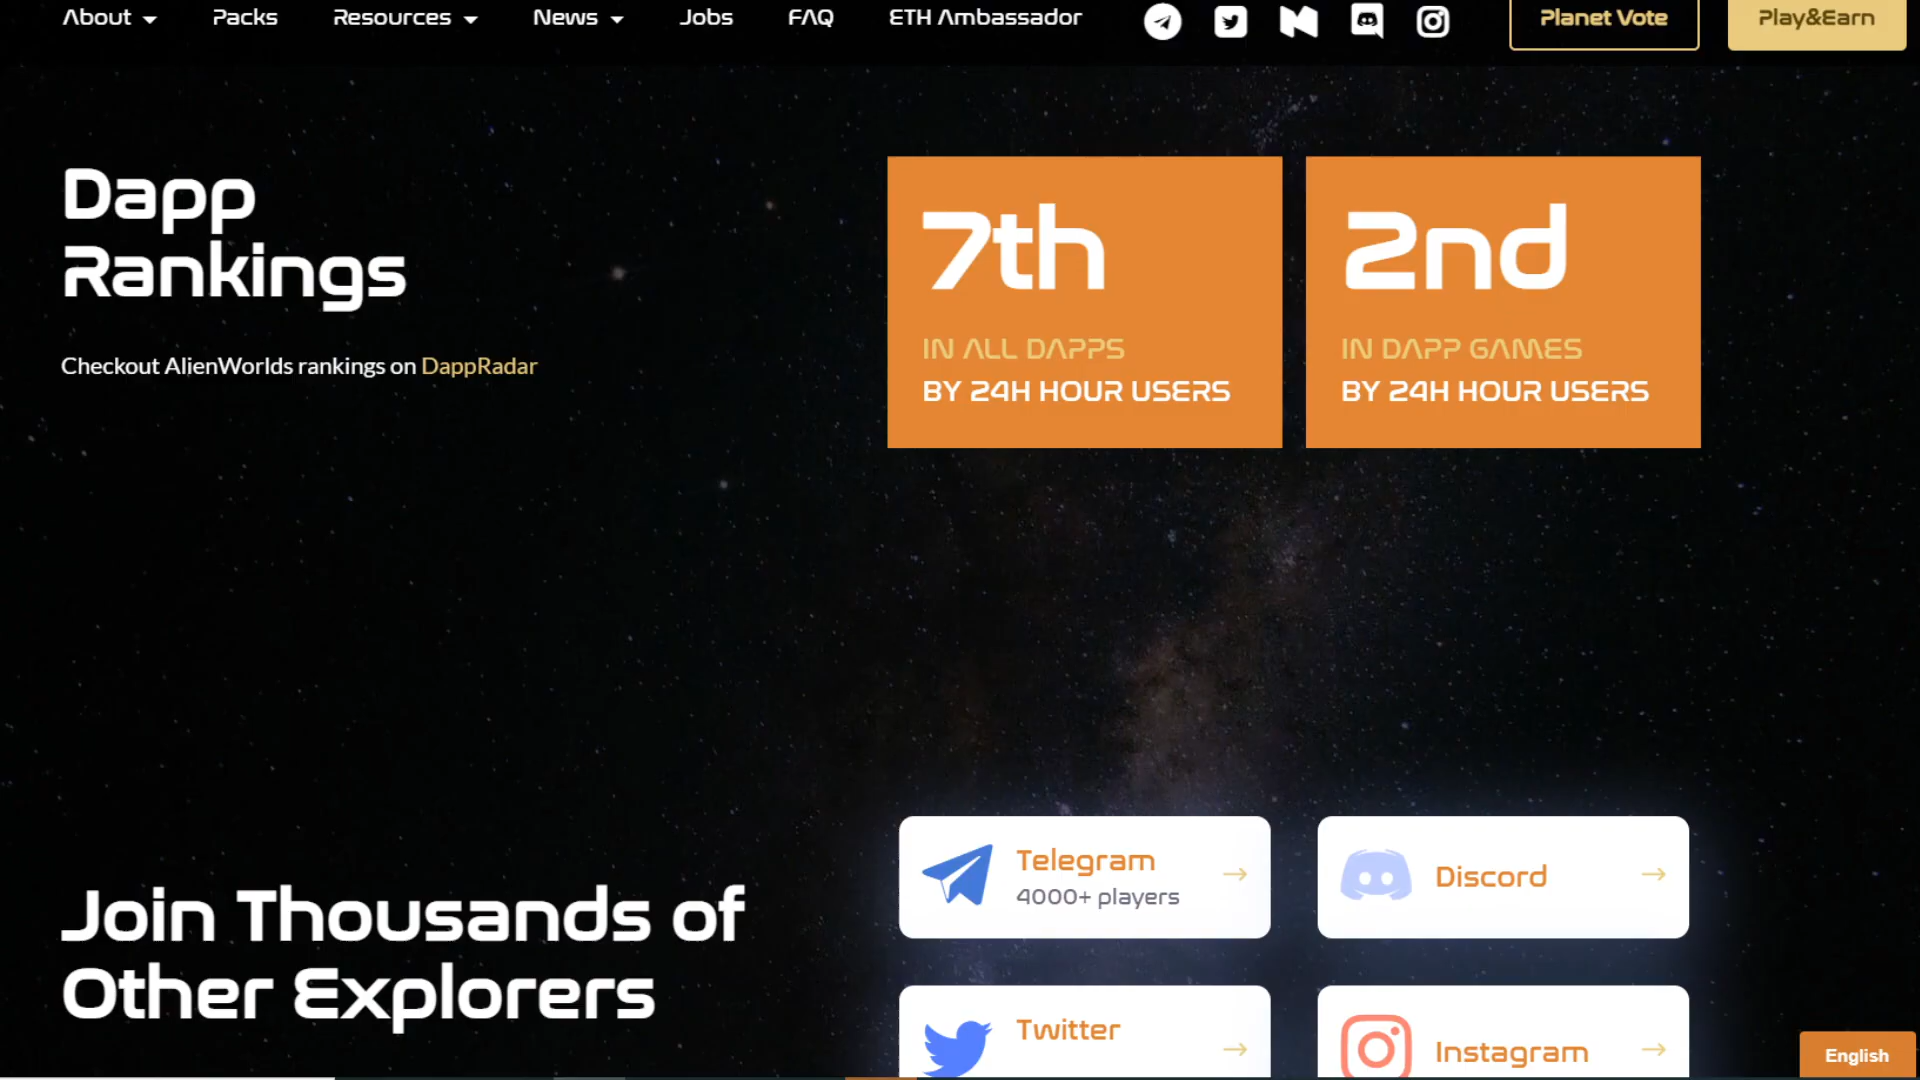 About
Packs
Resources
News
Jobs
FAQ
ETH Ambassador
Planet Vote
Play&Earn
Dapp
Rankings
Checkout AlienWorlds rankings on DappRadar
7th
IN ALL DAPPS
BY 24H HOUR USERS
2nd
IN DAPP GAMES
BY 24H HOUR USERS
Join Thousands of
Other Explorers
Telegram
4000+ players
Discord
Twitter
Instagram
English